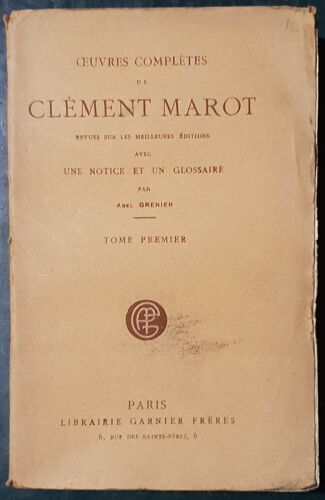 ŒUVRES COMPLÈTES
DE
CLÉMENT MAROT
REVUES SUR LES MEILLEURES ÉDITIONS
AVEC
UNE NOTICE ET UN GLOSSAIRE
PAR
ABEL GRENIER
TOME PREMIER
PARIS
LIBRAIRIE GARNIER FRÈRES
6, RUE DES SAINTS-PÈRES, 6